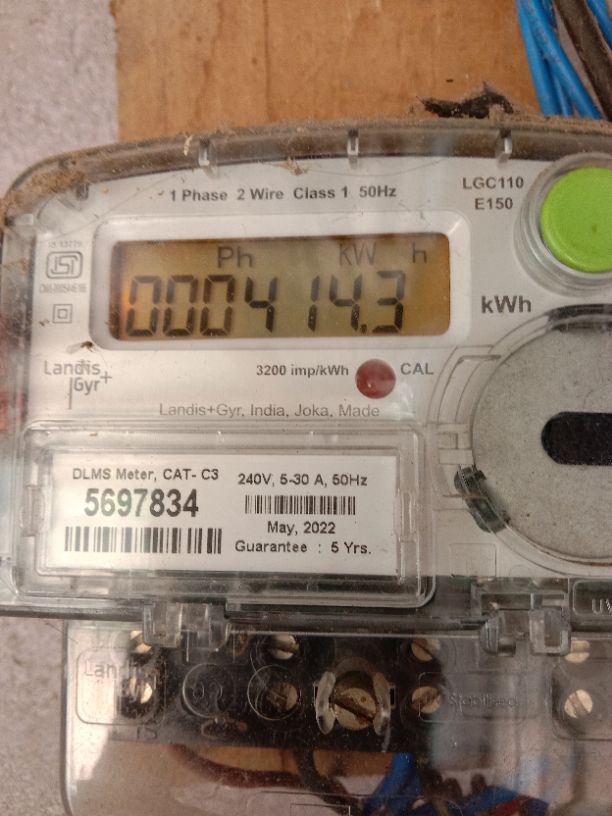 1 Phase 2 Wire Class 1 50Hz
LGC110
E150
Ph kW h
000414.3
kWh
Landis
Gyr+
3200 imp/kWh
CAL
Landis+Gyr, India, Joka, Made
DLMS Meter, CAT- C3
5697834
240V, 5-30 A, 50Hz
May, 2022
Guarantee : 5 Yrs.
Landis